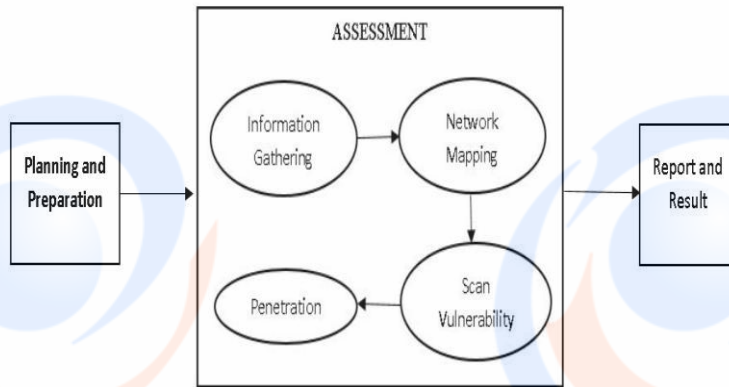 ASSESSMENT
Planning and
Preparation
Information
Gathering
Network
Mapping
Scan
Vulnerability
Penetration
Report and
Result